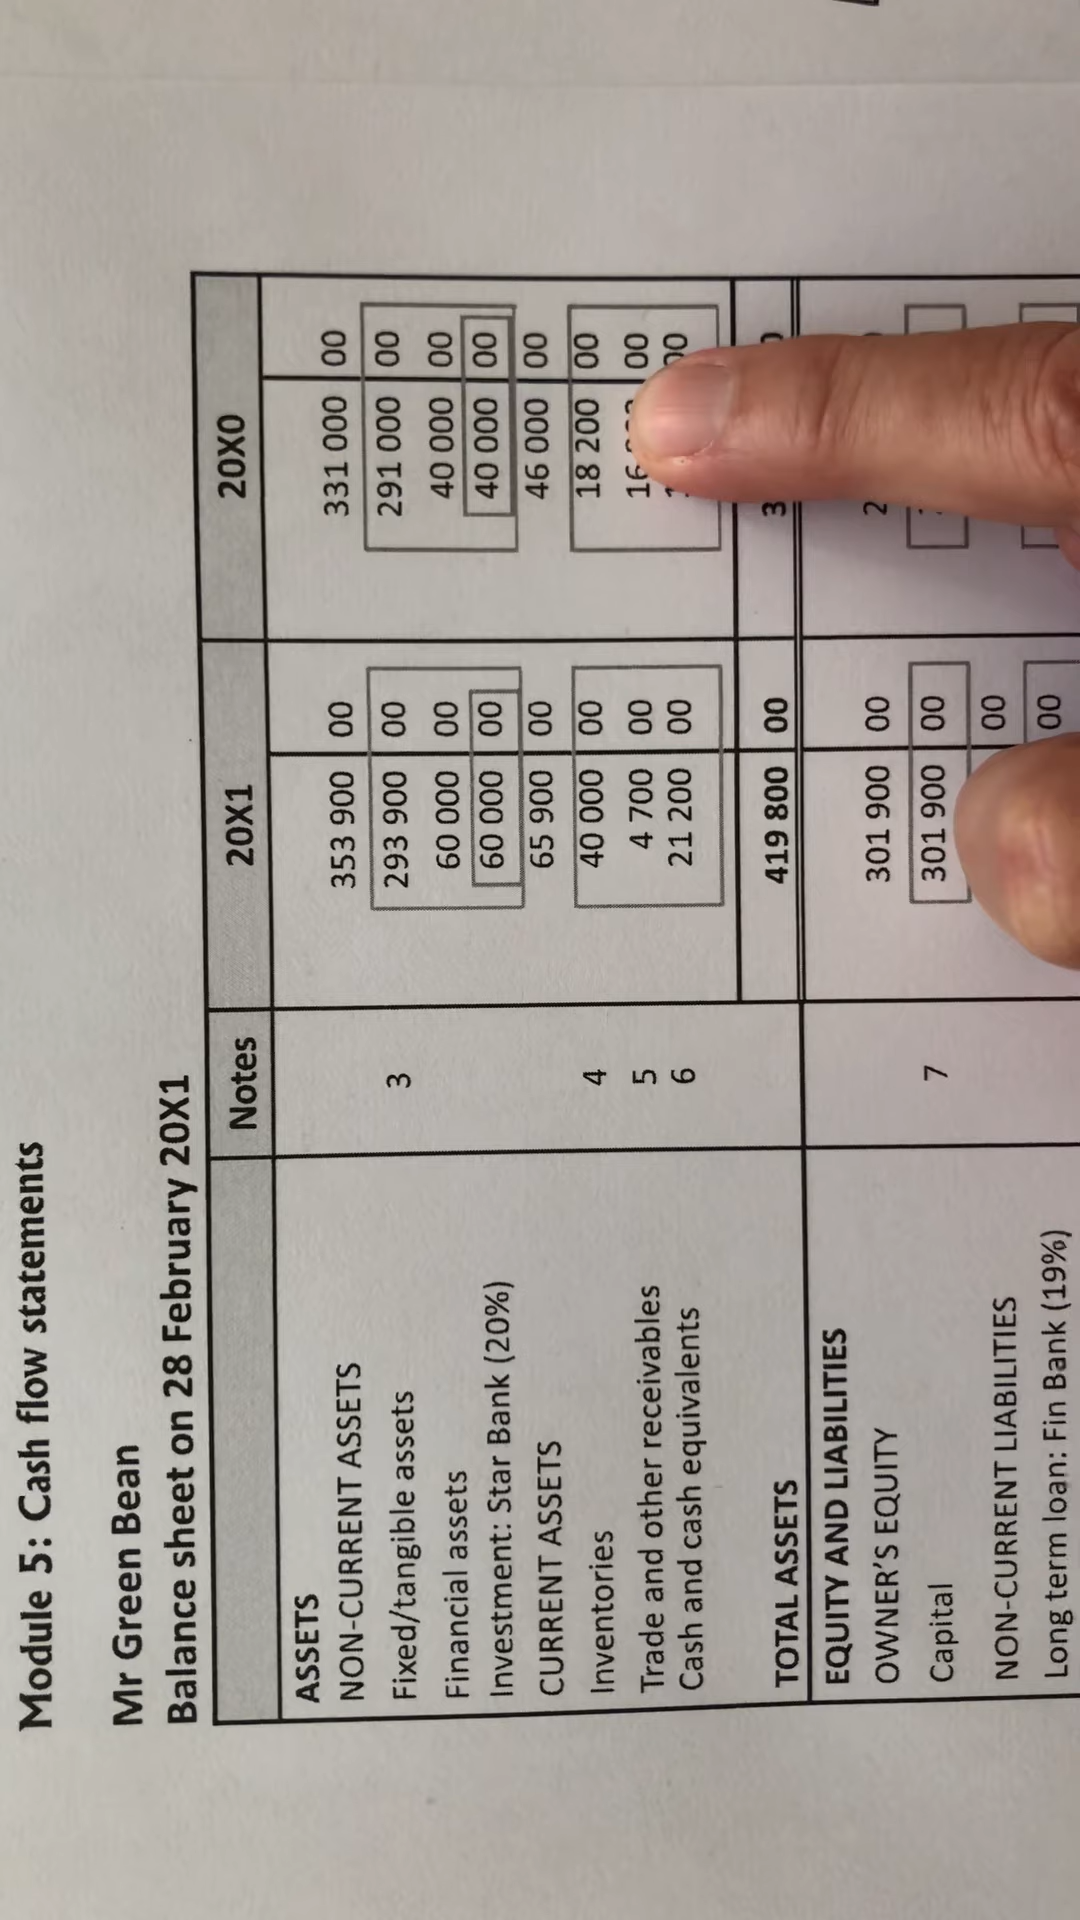 Module 5: Cash flow statements
Mr Green Bean
Balance sheet on 28 February 20X1
Notes 20X1 20X0
ASSETS
NON-CURRENT ASSETS 353 900 00 331 000 00
Fixed/tangible assets 3 293 900 00 291 000 00
Financial assets 60 000 00 40 000 00
Investment: Star Bank (20%) 60 000 00 40 000 00
CURRENT ASSETS 65 900 00 46 000 00
Inventories 4 40 000 00 18 200 00
Trade and other receivables 5 4 700 00 00
Cash and cash equivalents 6 21 200 00 00
TOTAL ASSETS 419 800 00
EQUITY AND LIABILITIES
OWNER'S EQUITY 301 900 00
Capital 7 301 900 00
NON-CURRENT LIABILITIES 00
Long term loan: Fin Bank (19%) 00